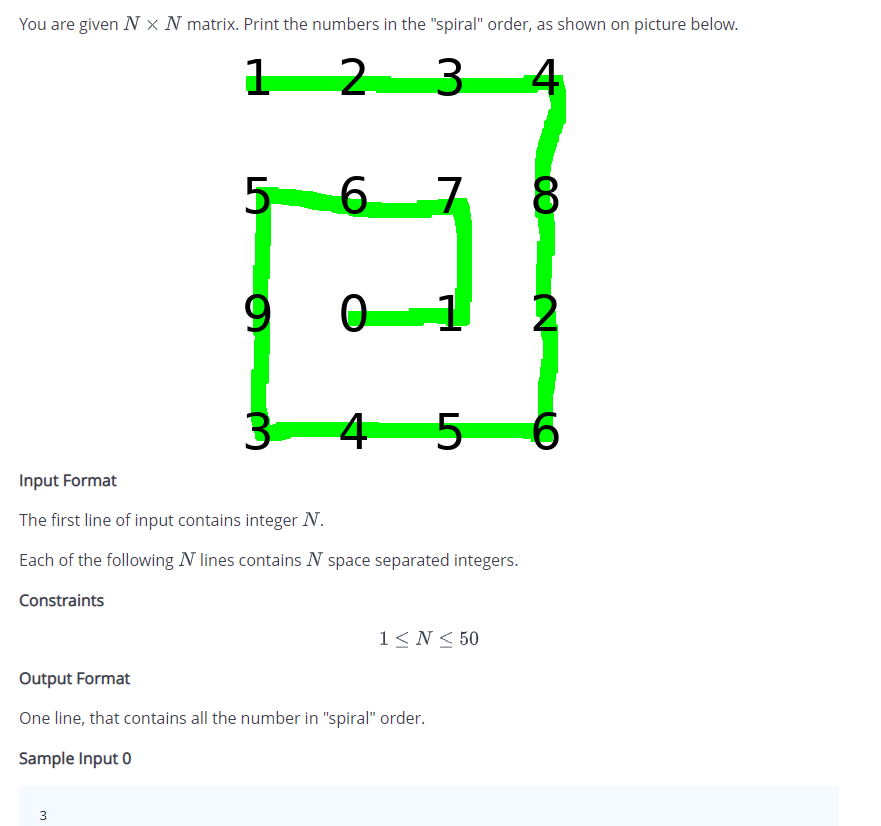 You are given N × N matrix. Print the numbers in the "spiral" order, as shown on picture below.
1 2 3 4
5 6 7 8
9 0 1 2
3 4 5 6
Input Format
The first line of input contains integer N.
Each of the following N lines contains N space separated integers.
Constraints
1 ≤ N ≤ 50
Output Format
One line, that contains all the number in "spiral" order.
Sample Input 0
3